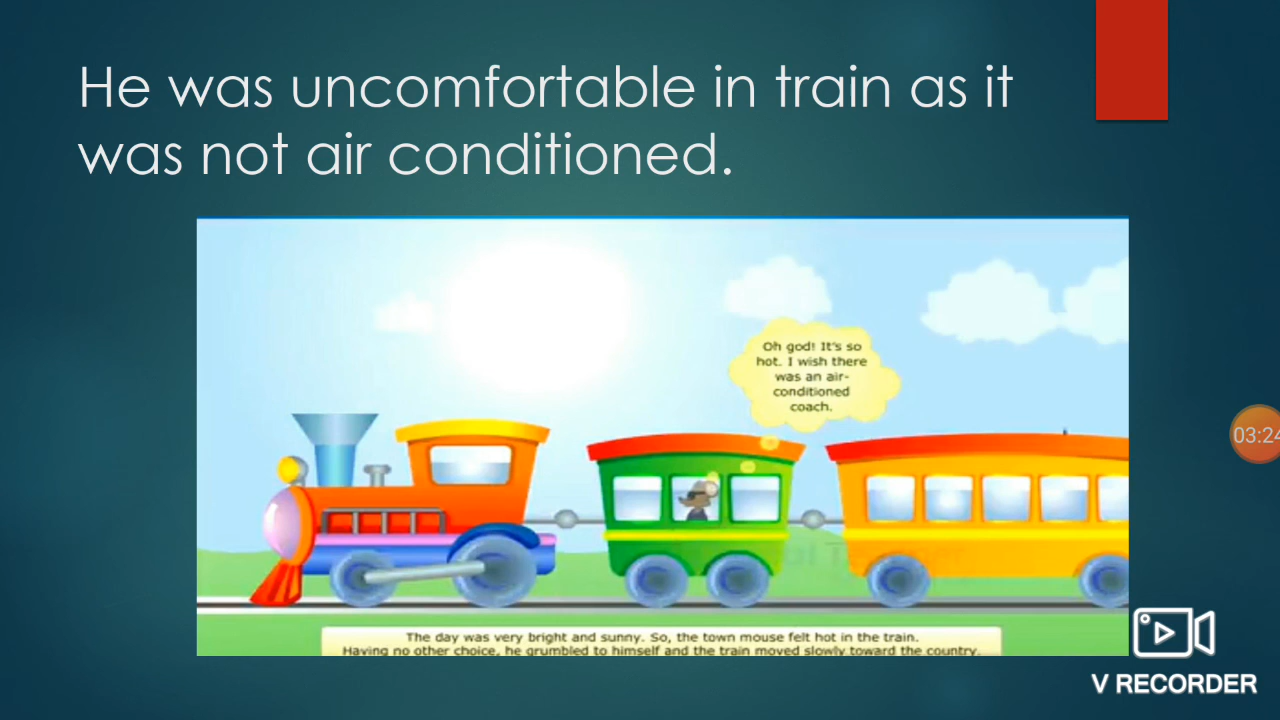 He was uncomfortable in train as it
was not air conditioned.
Oh god! It's so
hot. I wish there
was an air-
conditioned
coach.
03:24
The day was very bright and sunny. So, the town mouse felt hot in the train.
Having no other choice, he grumbled to himself and the train moved slowly toward the country.
V RECORDER